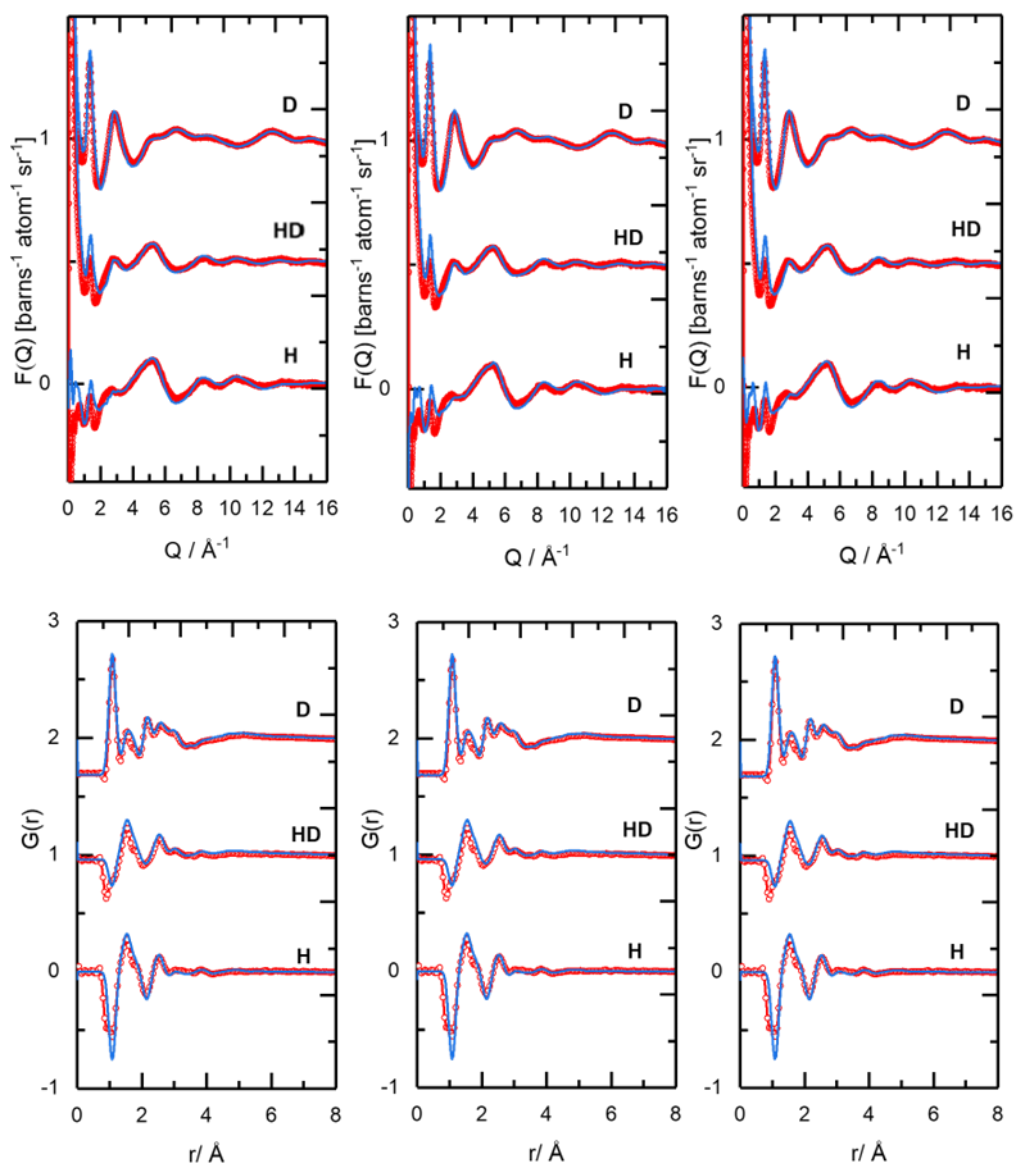 D
HD
H
1
0
F(Q) [barns-1 atom-1 sr-1]
0 2 4 6 8 10 12 14 16
Q / Å-1
D
HD
H
1
0
F(Q) [barns-1 atom-1 sr-1]
0 2 4 6 8 10 12 14 16
Q / Å-1
D
HD
H
1
0
F(Q) [barns-1 atom-1 sr-1]
0 2 4 6 8 10 12 14 16
Q / Å-1
3
2
1
0
-1
G(r)
D
HD
H
0 2 4 6 8
r/ Å
3
2
1
0
-1
G(r)
D
HD
H
0 2 4 6 8
r/ Å
3
2
1
0
-1
G(r)
D
HD
H
0 2 4 6 8
r/ Å